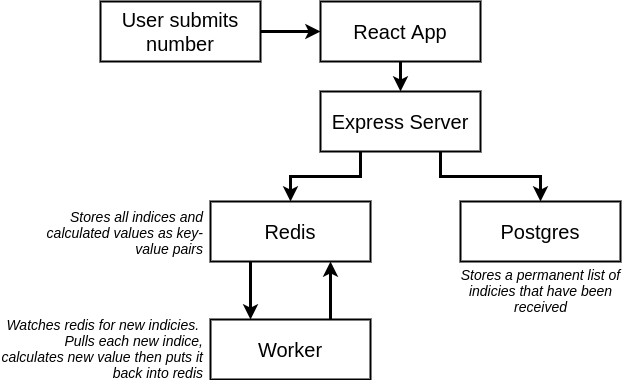 User submits
number
React App
Express Server
Stores all indices and
calculated values as key-
value pairs
Redis
Postgres
Stores a permanent list of
indicies that have been
received
Watches redis for new indicies.
Pulls each new indice,
calculates new value then puts it
back into redis
Worker